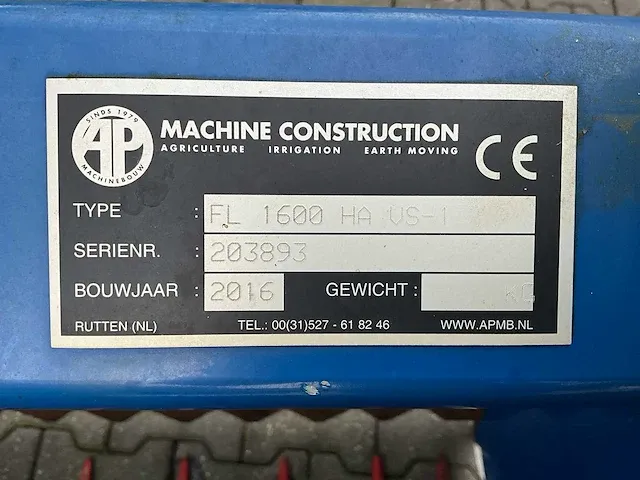 SINDS 1979
AP
MACHINEBOUW
MACHINE CONSTRUCTION
AGRICULTURE IRRIGATION EARTH MOVING
CE
TYPE : FL 1600 HA VS-1
SERIENR. : 203893
BOUWJAAR : 2016 GEWICHT : KG
RUTTEN (NL) TEL.: 00(31)527 - 61 82 46 WWW.APMB.NL